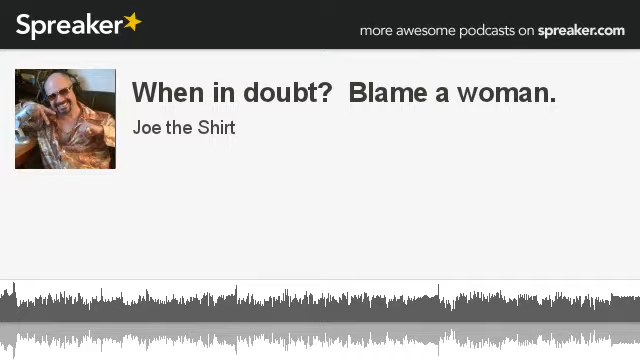 Spreaker
more awesome podcasts on spreaker.com
When in doubt?  Blame a woman.
Joe the Shirt